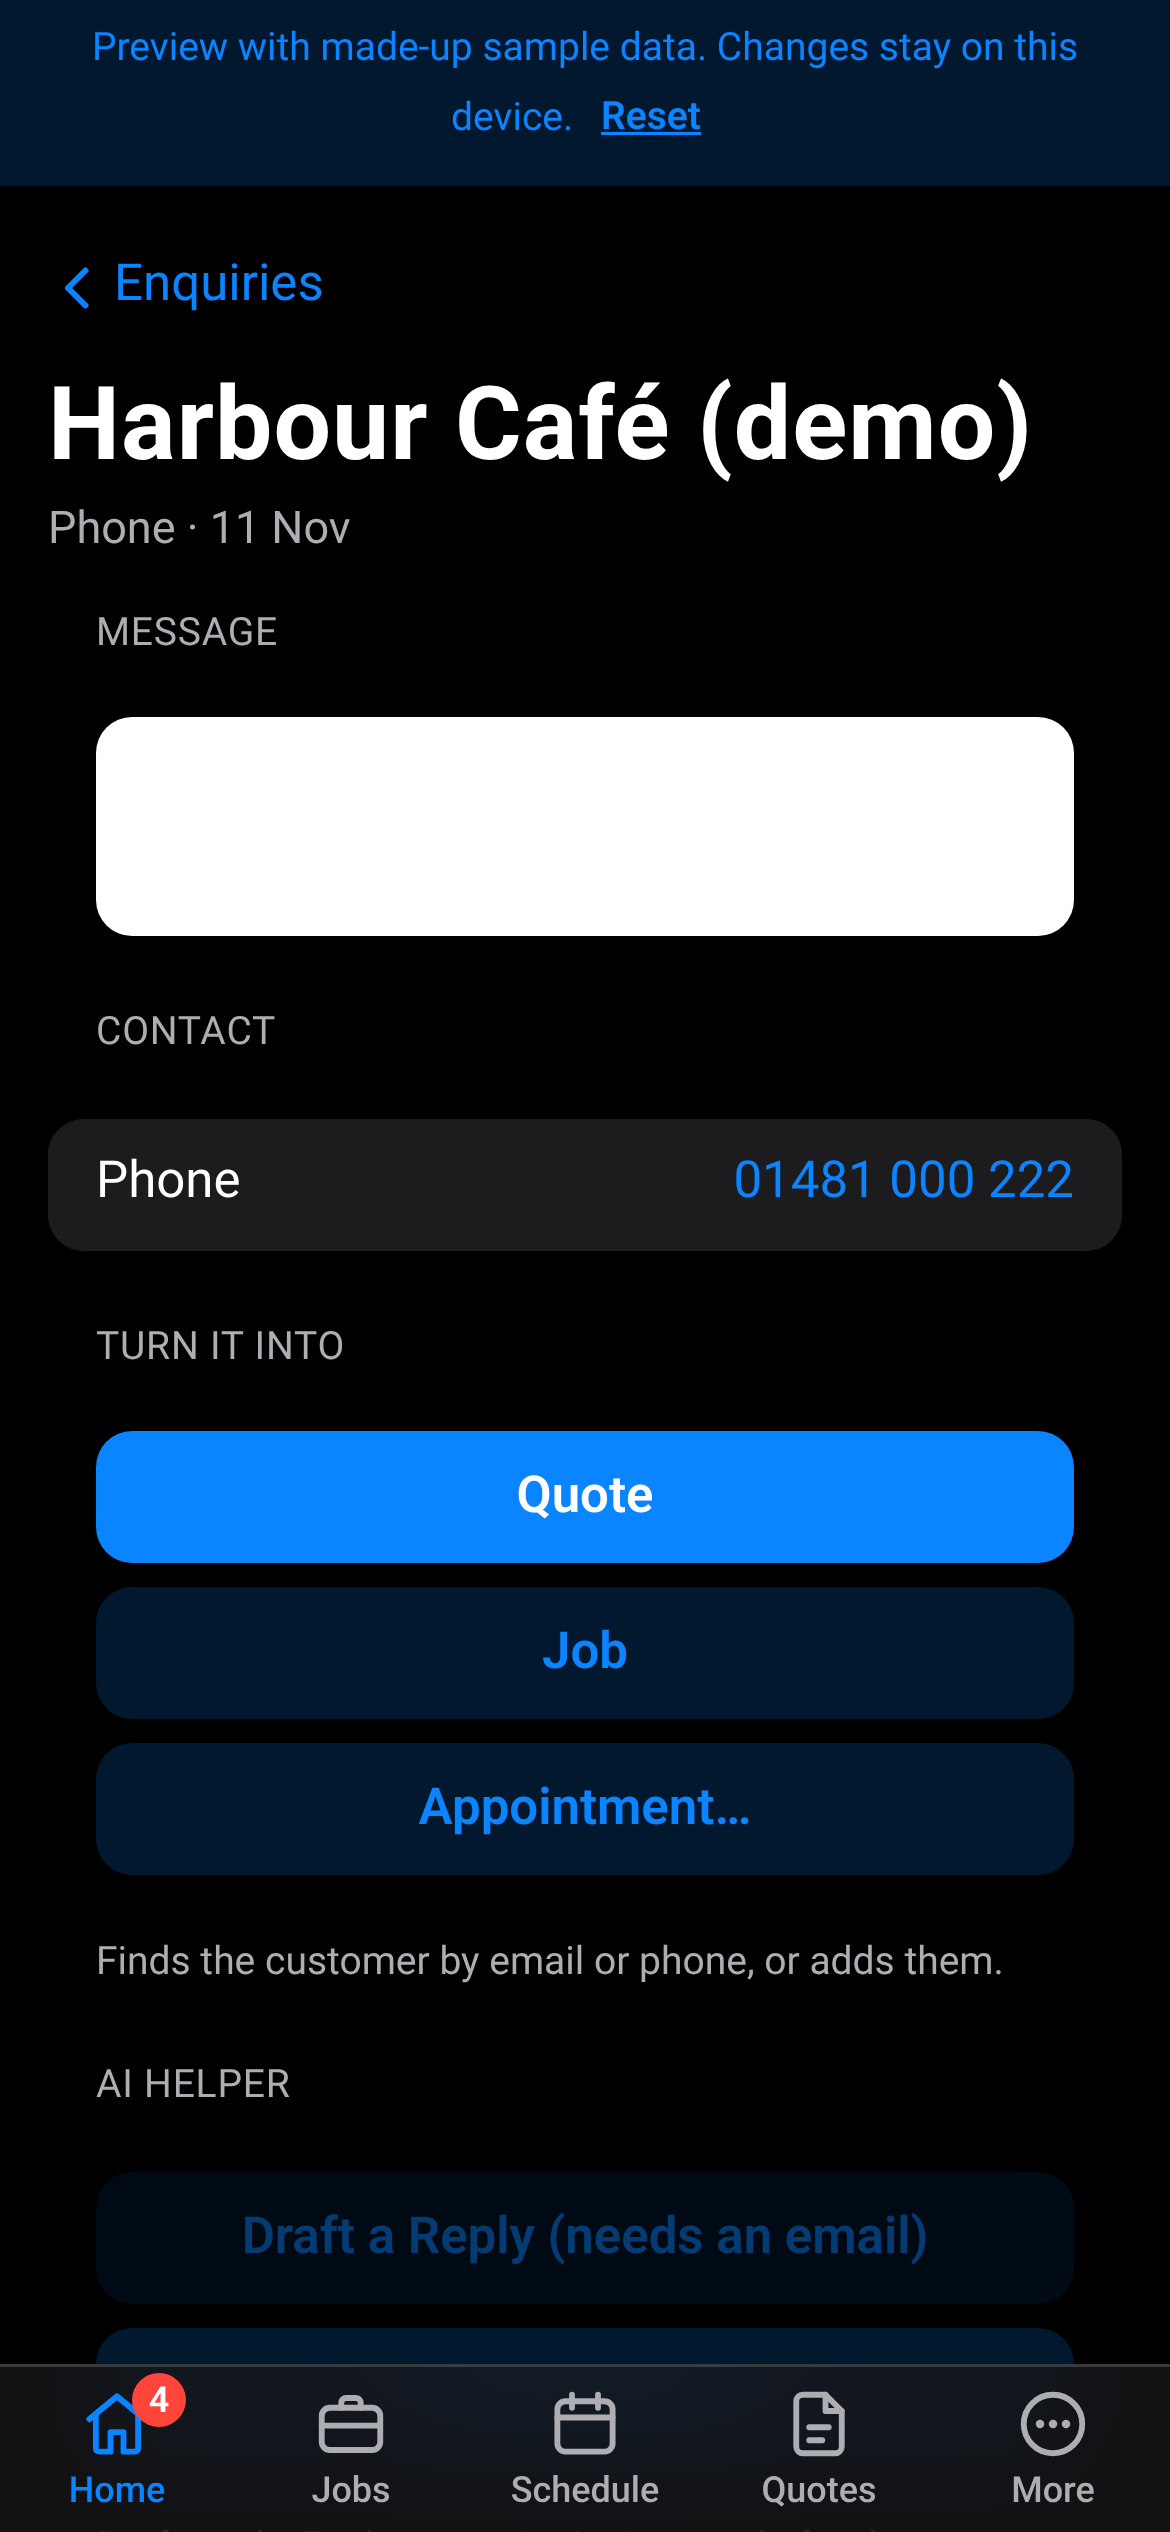 Preview with made-up sample data. Changes stay on this
device. Reset
Enquiries
Harbour Café (demo)
Phone · 11 Nov
MESSAGE
CONTACT
Phone 01481 000 222
TURN IT INTO
Quote
Job
Appointment...
Finds the customer by email or phone, or adds them.
AI HELPER
Draft a Reply (needs an email)
4
Home Jobs Schedule Quotes More